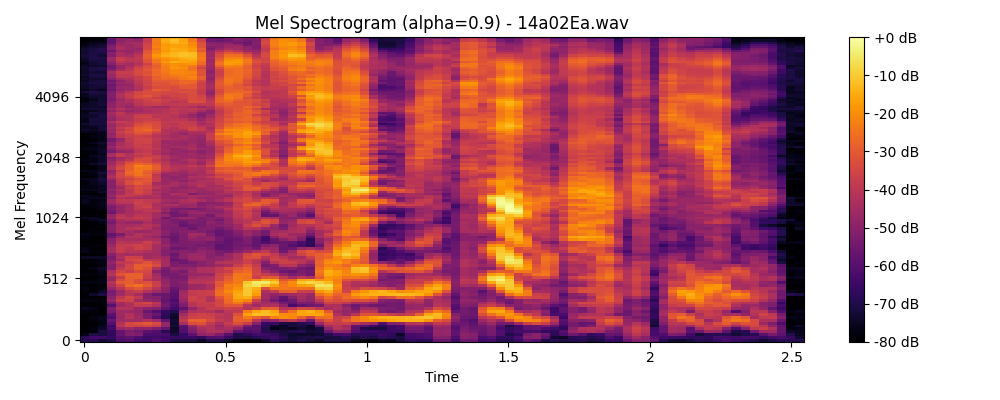 Mel Spectrogram (alpha=0.9) - 14a02Ea.wav
Mel Frequency
4096
2048
1024
512
0
0
0.5
1
1.5
2
2.5
Time
+0 dB
-10 dB
-20 dB
-30 dB
-40 dB
-50 dB
-60 dB
-70 dB
-80 dB